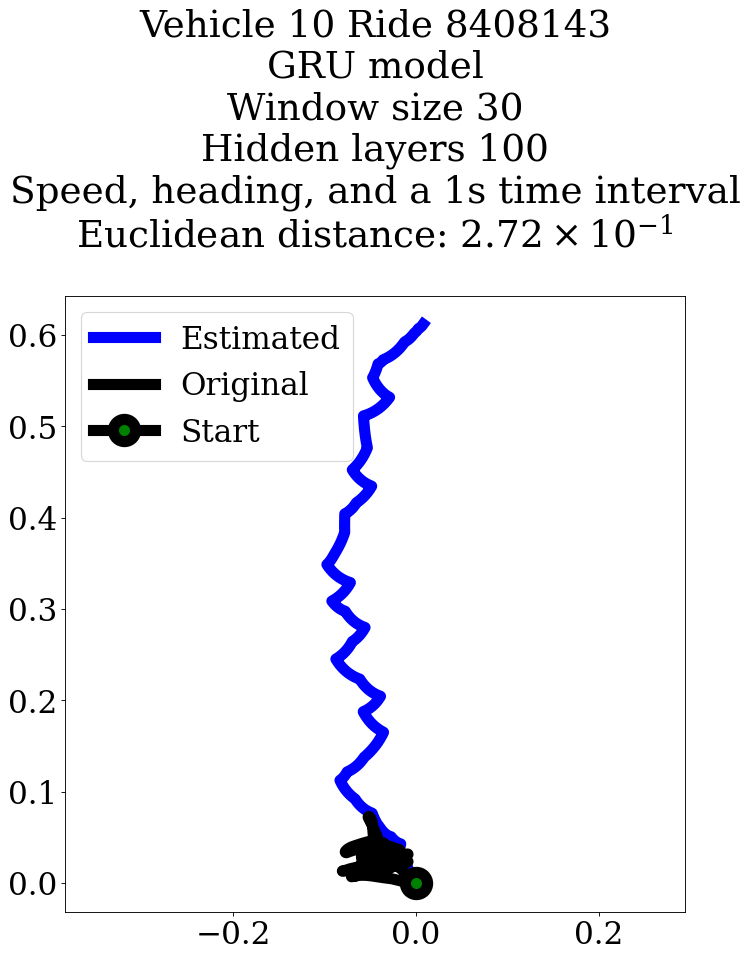 Vehicle 10 Ride 8408143
GRU model
Window size 30
Hidden layers 100
Speed, heading, and a 1s time interval
Euclidean distance: 2.72 × 10⁻¹
Estimated
Original
Start
0.6
0.5
0.4
0.3
0.2
0.1
0.0
−0.2 0.0 0.2